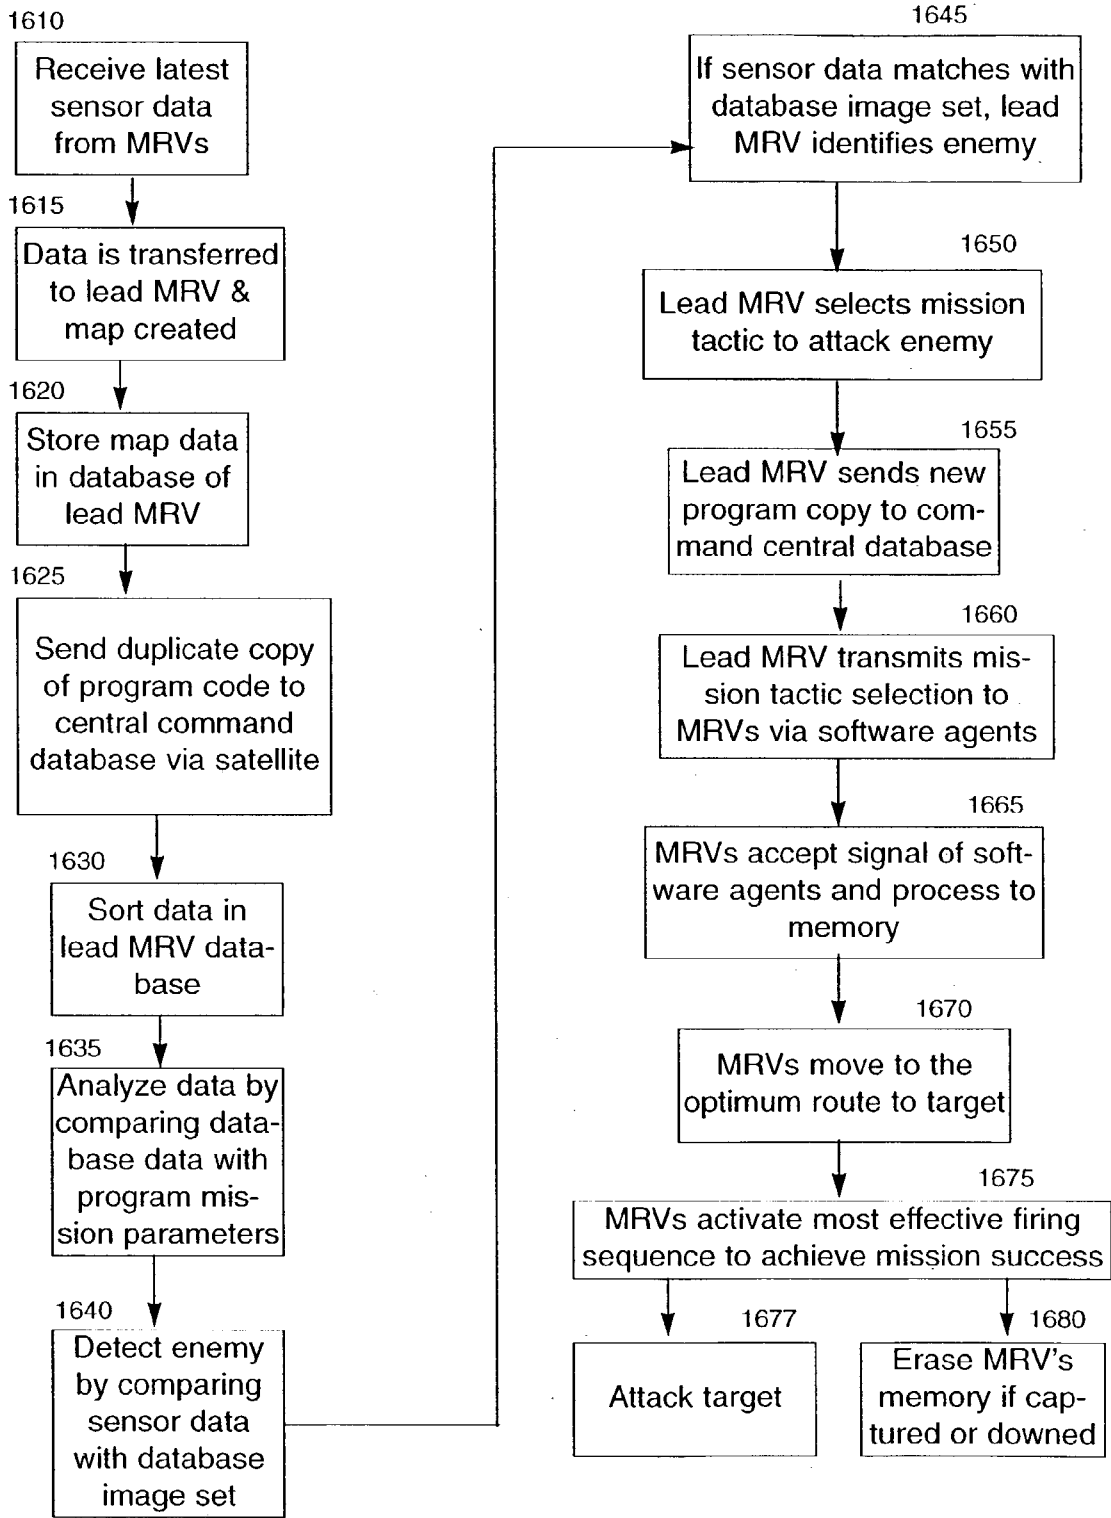 1610
Receive latest
sensor data
from MRVs
1615
Data is transferred
to lead MRV &
map created
1620
Store map data
in database of
lead MRV
1625
Send duplicate copy
of program code to
central command
database via satellite
1630
Sort data in
lead MRV data-
base
1635
Analyze data by
comparing data-
base data with
program mis-
sion parameters
1640
Detect enemy
by comparing
sensor data
with database
image set
1645
If sensor data matches with
database image set, lead
MRV identifies enemy
1650
Lead MRV selects mission
tactic to attack enemy
1655
Lead MRV sends new
program copy to com-
mand central database
1660
Lead MRV transmits mis-
sion tactic selection to
MRVs via software agents
1665
MRVs accept signal of soft-
ware agents and process to
memory
1670
MRVs move to the
optimum route to target
1675
MRVs activate most effective firing
sequence to achieve mission success
1677
Attack target
1680
Erase MRV's
memory if cap-
tured or downed